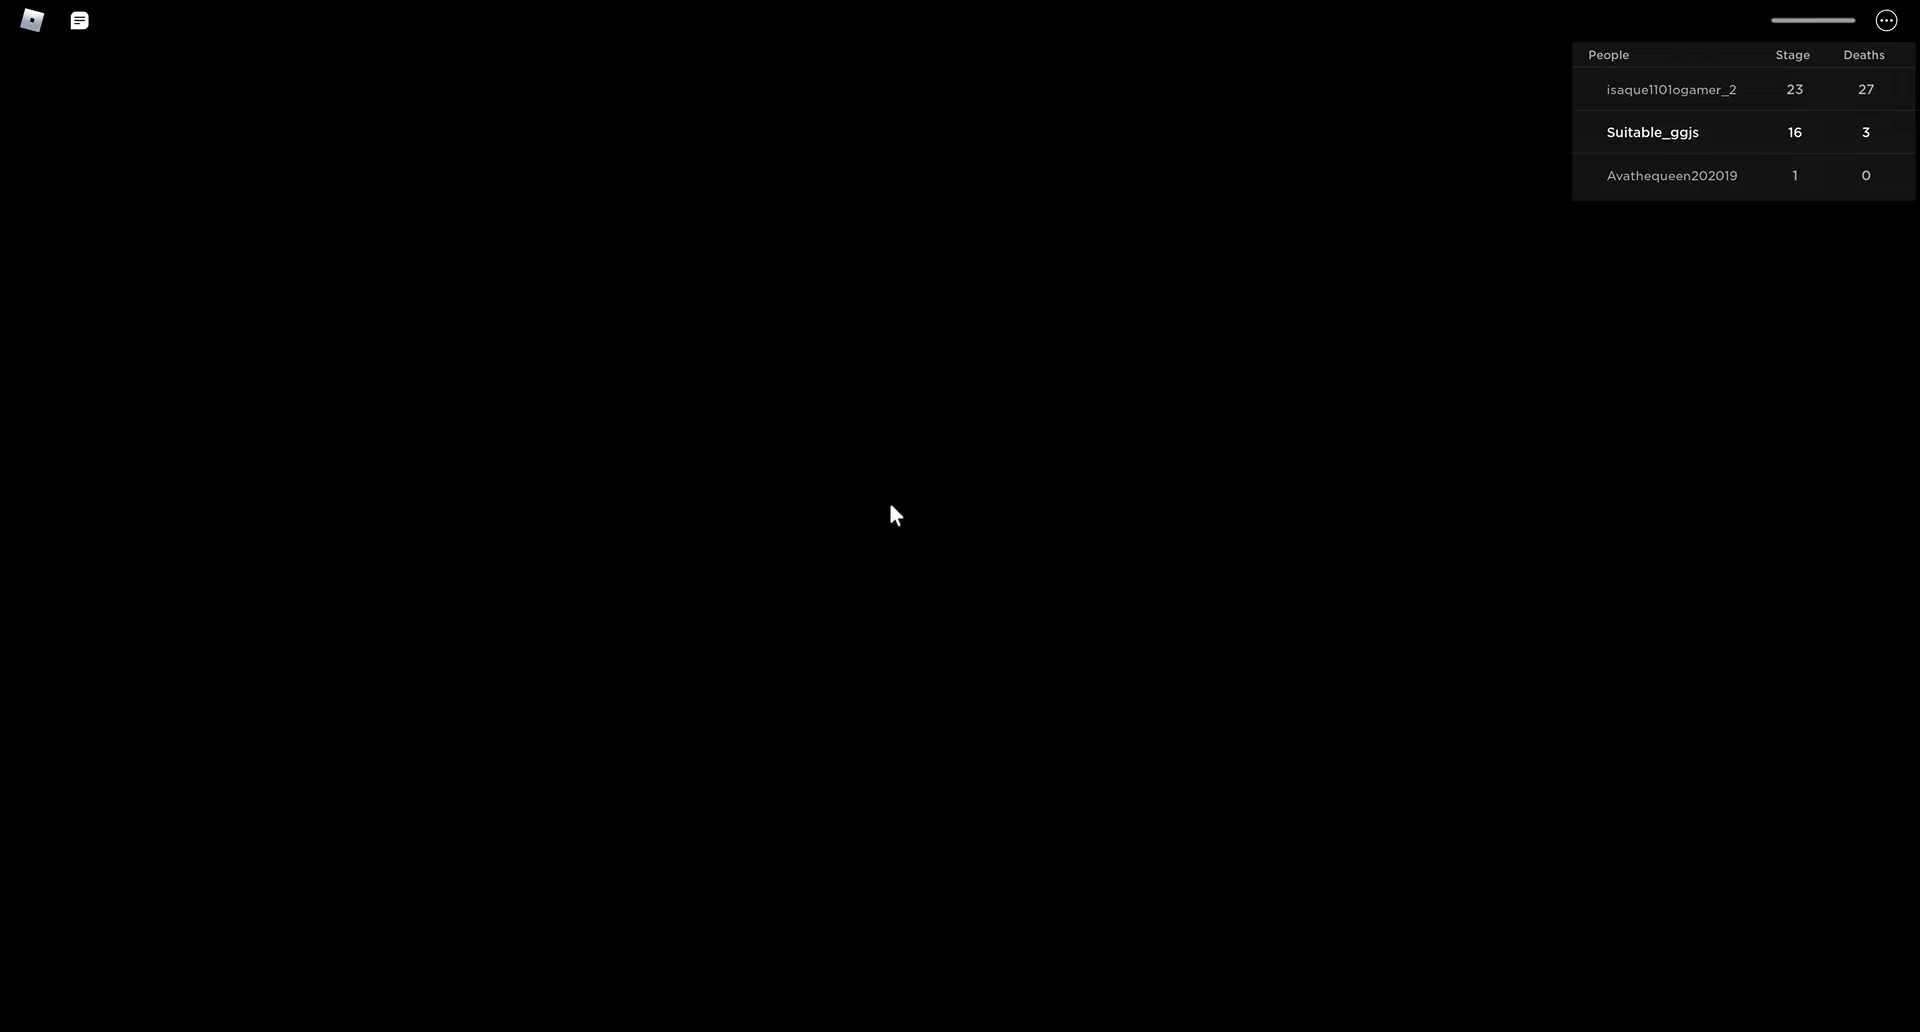 People Stage Deaths
isaque1101ogamer_2 23 27
Suitable_ggjs 16 3
Avathequeen202019 1 0